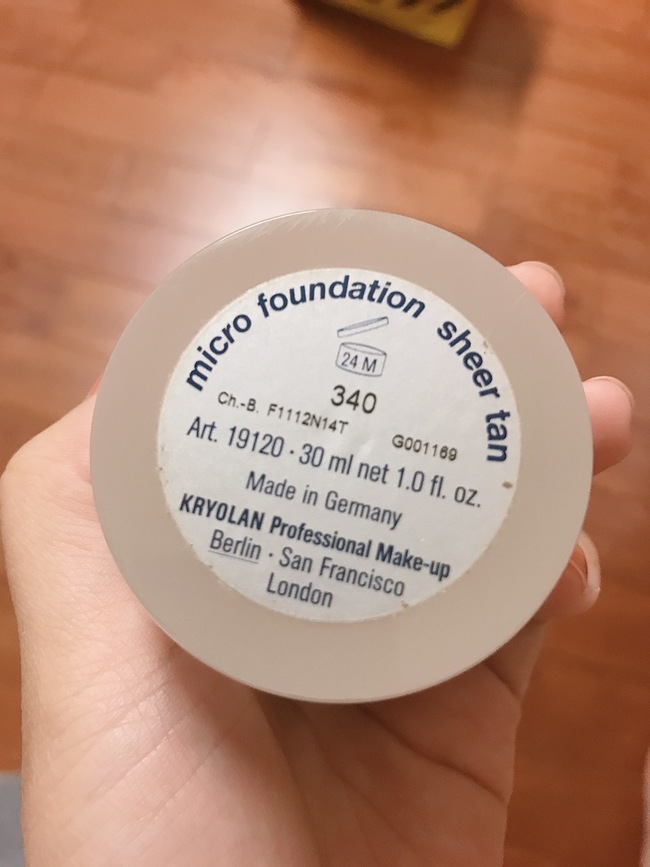 micro foundation sheer tan
24 M
340
Ch.-B. F1112N14T G001169
Art. 19120 · 30 ml net 1.0 fl. oz.
Made in Germany
KRYOLAN Professional Make-up
Berlin · San Francisco
London